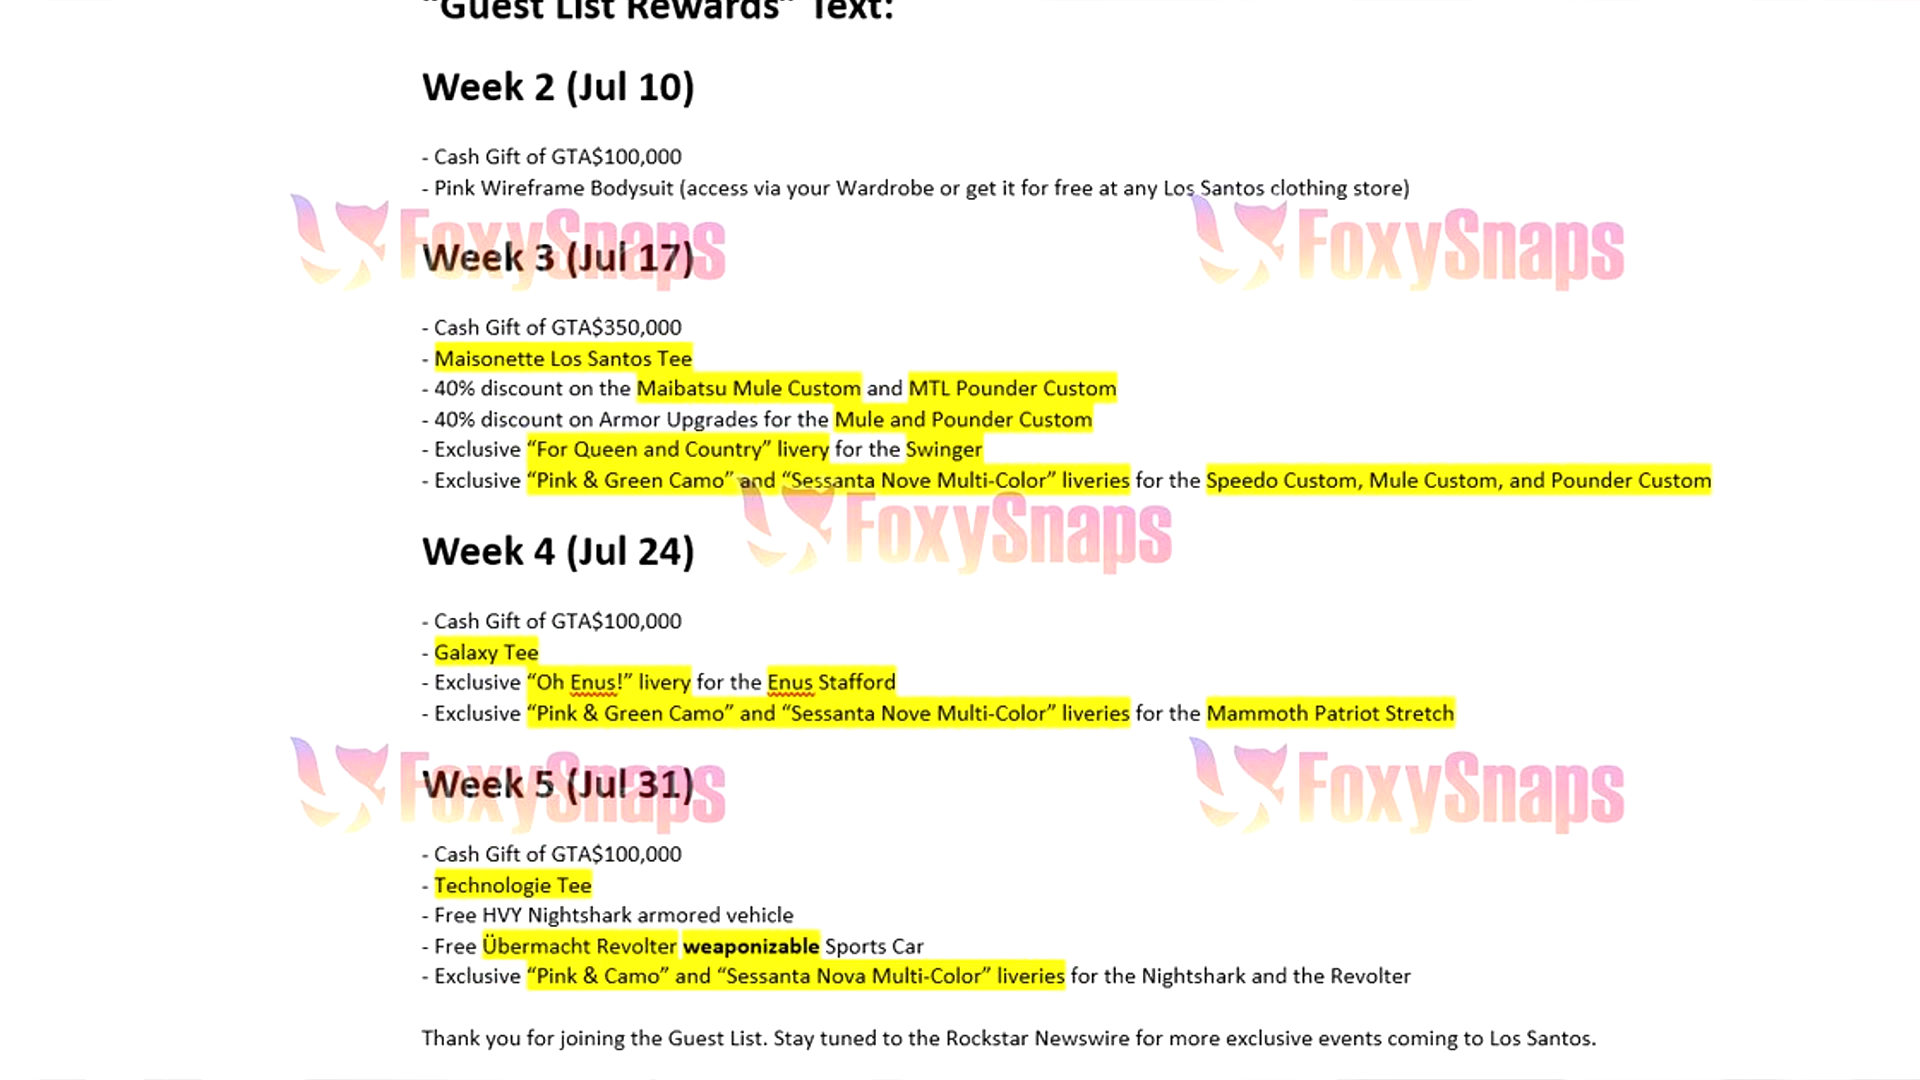 "Guest List Rewards" Text:
Week 2 (Jul 10)
- Cash Gift of GTA$100,000
- Pink Wireframe Bodysuit (access via your Wardrobe or get it for free at any Los Santos clothing store)
FoxySnaps
FoxySnaps
Week 3 (Jul 17)
- Cash Gift of GTA$350,000
- Maisonette Los Santos Tee
- 40% discount on the Maibatsu Mule Custom and MTL Pounder Custom
- 40% discount on Armor Upgrades for the Mule and Pounder Custom
- Exclusive “For Queen and Country” livery for the Swinger
- Exclusive “Pink & Green Camo” and “Sessanta Nove Multi-Color” liveries for the Speedo Custom, Mule Custom, and Pounder Custom
FoxySnaps
Week 4 (Jul 24)
- Cash Gift of GTA$100,000
- Galaxy Tee
- Exclusive “Oh Enus!” livery for the Enus Stafford
- Exclusive “Pink & Green Camo” and “Sessanta Nove Multi-Color” liveries for the Mammoth Patriot Stretch
FoxySnaps
FoxySnaps
Week 5 (Jul 31)
- Cash Gift of GTA$100,000
- Technologie Tee
- Free HVY Nightshark armored vehicle
- Free Übermacht Revolter weaponizable Sports Car
- Exclusive “Pink & Camo” and “Sessanta Nova Multi-Color” liveries for the Nightshark and the Revolter
Thank you for joining the Guest List. Stay tuned to the Rockstar Newswire for more exclusive events coming to Los Santos.